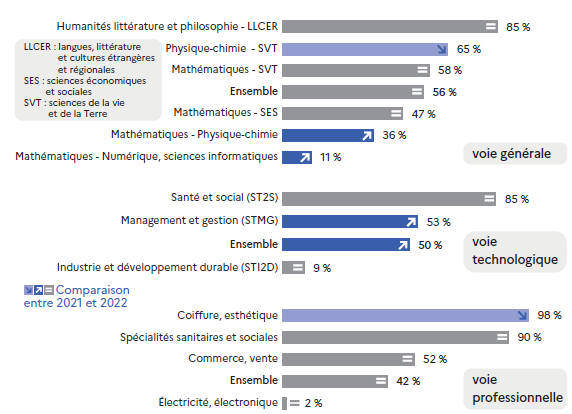 Humanités littérature et philosophie - LLCER 85 %
LLCER : langues, littérature
et cultures étrangères
et régionales
SES : sciences économiques
et sociales
SVT : sciences de la vie
et de la Terre
Physique-chimie - SVT 65 %
Mathématiques - SVT 58 %
Ensemble 56 %
Mathématiques - SES 47 %
Mathématiques - Physique-chimie 36 %
Mathématiques - Numérique, sciences informatiques 11 %
voie générale
Santé et social (ST2S) 85 %
Management et gestion (STMG) 53 %
Ensemble 50 %
Industrie et développement durable (STI2D) 9 %
voie
technologique
Comparaison
entre 2021 et 2022
Coiffure, esthétique 98 %
Spécialités sanitaires et sociales 90 %
Commerce, vente 52 %
Ensemble 42 %
Électricité, électronique 2 %
voie
professionnelle